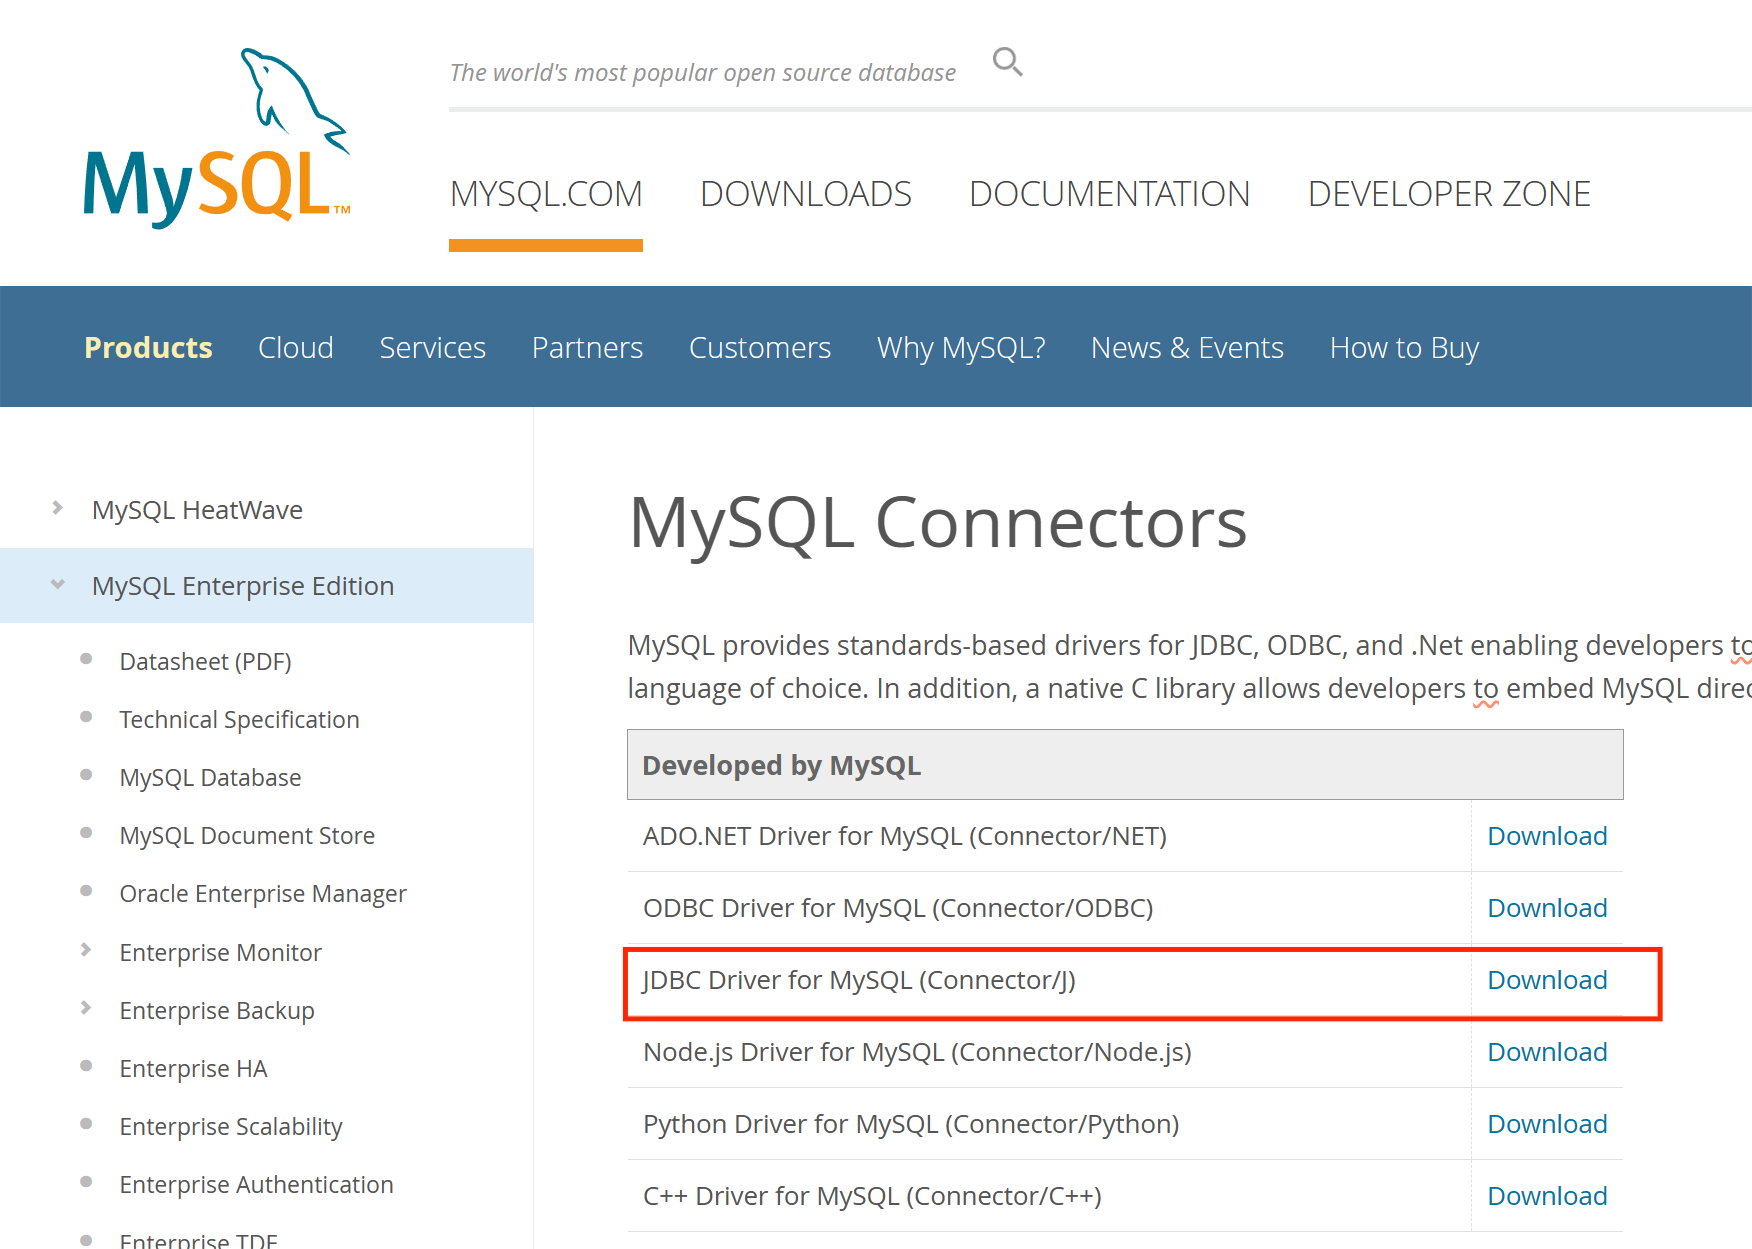 The world's most popular open source database
MySQL™
MYSQL.COM DOWNLOADS DOCUMENTATION DEVELOPER ZONE
Products Cloud Services Partners Customers Why MySQL? News & Events How to Buy
MySQL HeatWave
MySQL Enterprise Edition
Datasheet (PDF)
Technical Specification
MySQL Database
MySQL Document Store
Oracle Enterprise Manager
Enterprise Monitor
Enterprise Backup
Enterprise HA
Enterprise Scalability
Enterprise Authentication
Enterprise TDE
MySQL Connectors
MySQL provides standards-based drivers for JDBC, ODBC, and .Net enabling developers to
language of choice. In addition, a native C library allows developers to embed MySQL direc
Developed by MySQL
ADO.NET Driver for MySQL (Connector/NET) Download
ODBC Driver for MySQL (Connector/ODBC) Download
JDBC Driver for MySQL (Connector/J) Download
Node.js Driver for MySQL (Connector/Node.js) Download
Python Driver for MySQL (Connector/Python) Download
C++ Driver for MySQL (Connector/C++) Download